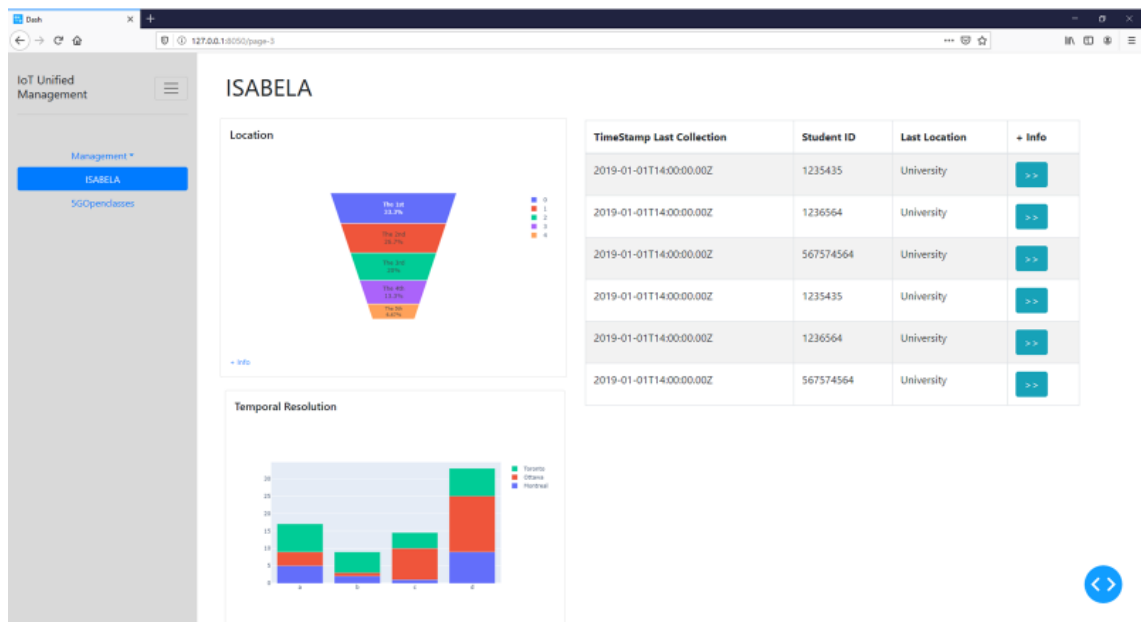 Dash
127.0.0.1:8050/page-3
IoT Unified
Management
Management
ISABELA
5GOpenclasses
ISABELA
Location
The 1st
33.3%
The 2nd
26.7%
The 3rd
20%
The 4th
13.3%
The 5th
6.67%
0
1
2
3
4
+ Info
Temporal Resolution
30
25
20
15
10
5
0
a
b
c
d
Toronto
Ottawa
Montreal
TimeStamp Last Collection Student ID Last Location + Info
2019-01-01T14:00:00.00Z 1235435 University >>
2019-01-01T14:00:00.00Z 1236564 University >>
2019-01-01T14:00:00.00Z 567574564 University >>
2019-01-01T14:00:00.00Z 1235435 University >>
2019-01-01T14:00:00.00Z 1236564 University >>
2019-01-01T14:00:00.00Z 567574564 University >>